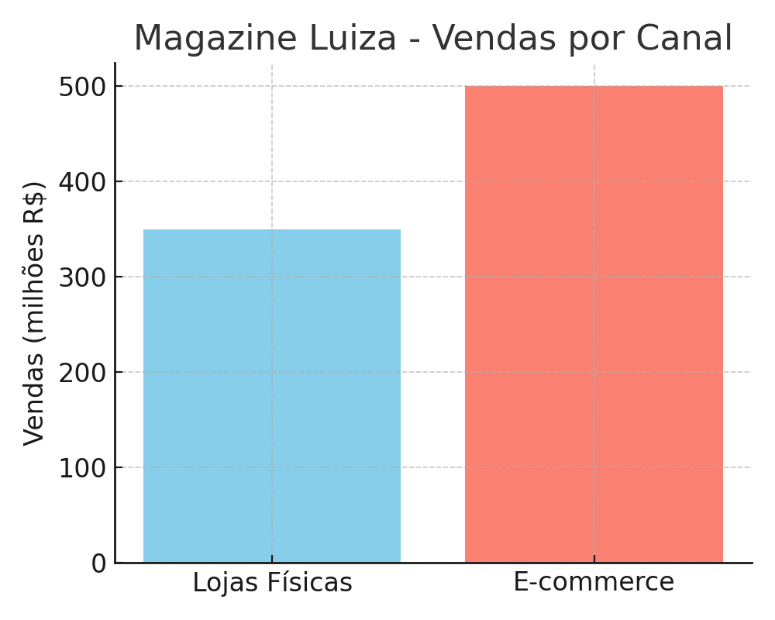 Magazine Luiza - Vendas por Canal
Vendas (milhões R$)
500
400
300
200
100
0
Lojas Físicas
E-commerce